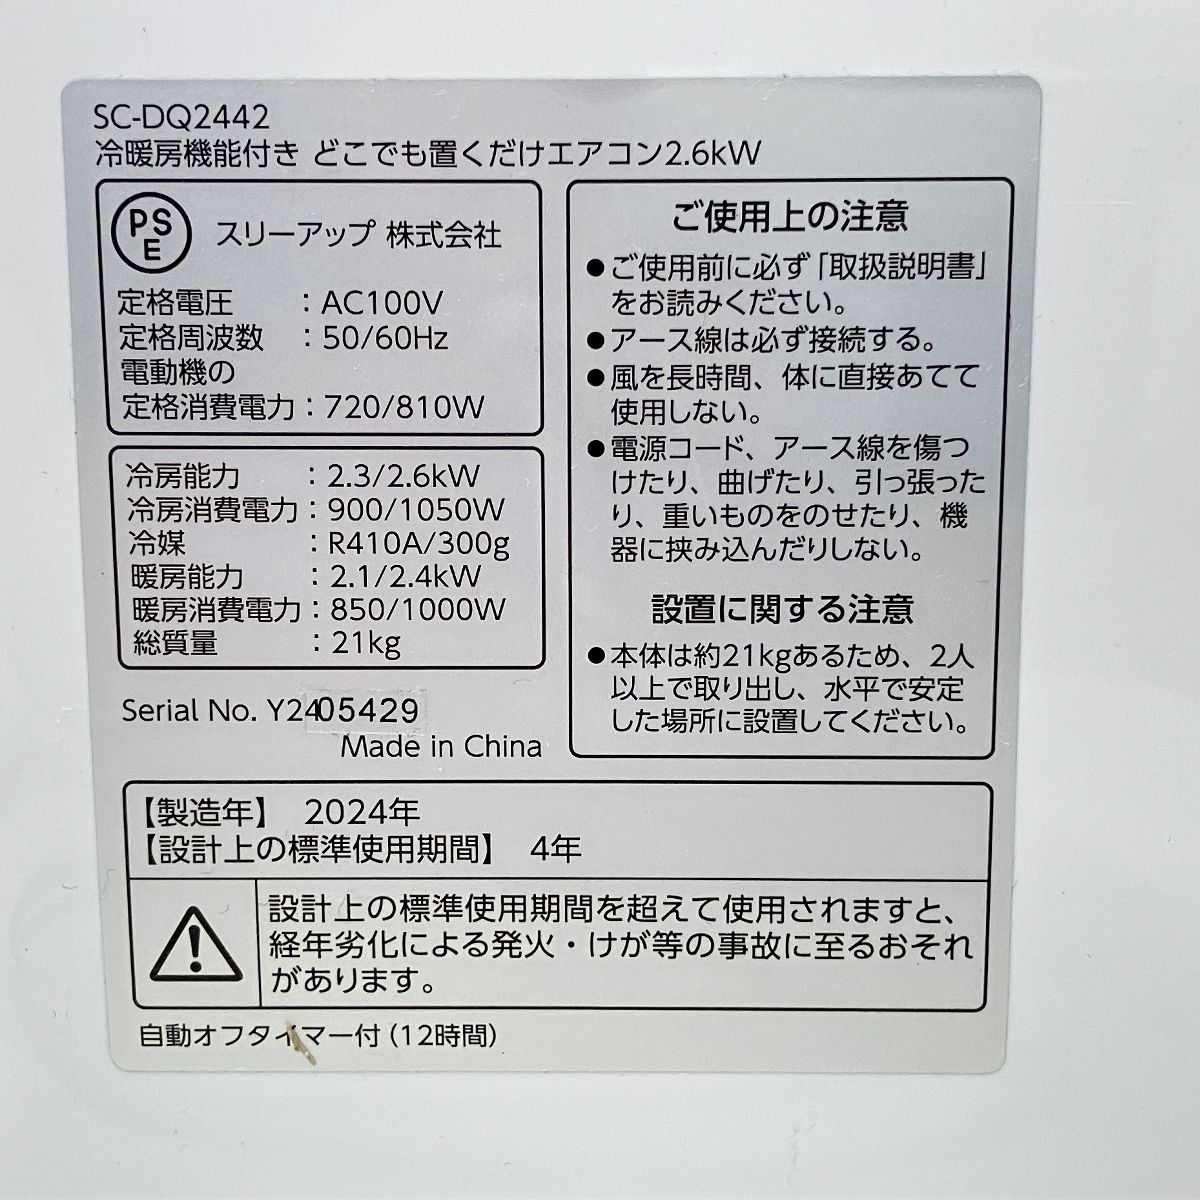 SC-DQ2442
冷暖房機能付き どこでも置くだけエアコン2.6kW
PS
E
スリーアップ 株式会社
定格電圧 : AC100V
定格周波数 : 50/60Hz
電動機の
定格消費電力 : 720/810W
冷房能力 : 2.3/2.6kW
冷房消費電力 : 900/1050W
冷媒 : R410A/300g
暖房能力 : 2.1/2.4kW
暖房消費電力 : 850/1000W
総質量 : 21kg
Serial No. Y2405429
Made in China
ご使用上の注意
●ご使用前に必ず「取扱説明書」
をお読みください。
●アース線は必ず接続する。
●風を長時間、体に直接あてて
使用しない。
●電源コード、アース線を傷つ
けたり、曲げたり、引っ張った
り、重いものをのせたり、機
器に挟み込んだりしない。
設置に関する注意
●本体は約21kgあるため、2人
以上で取り出し、水平で安定
した場所に設置してください。
【製造年】 2024年
【設計上の標準使用期間】 4年
設計上の標準使用期間を超えて使用されますと、
経年劣化による発火・けが等の事故に至るおそれ
があります。
自動オフタイマー付(12時間)